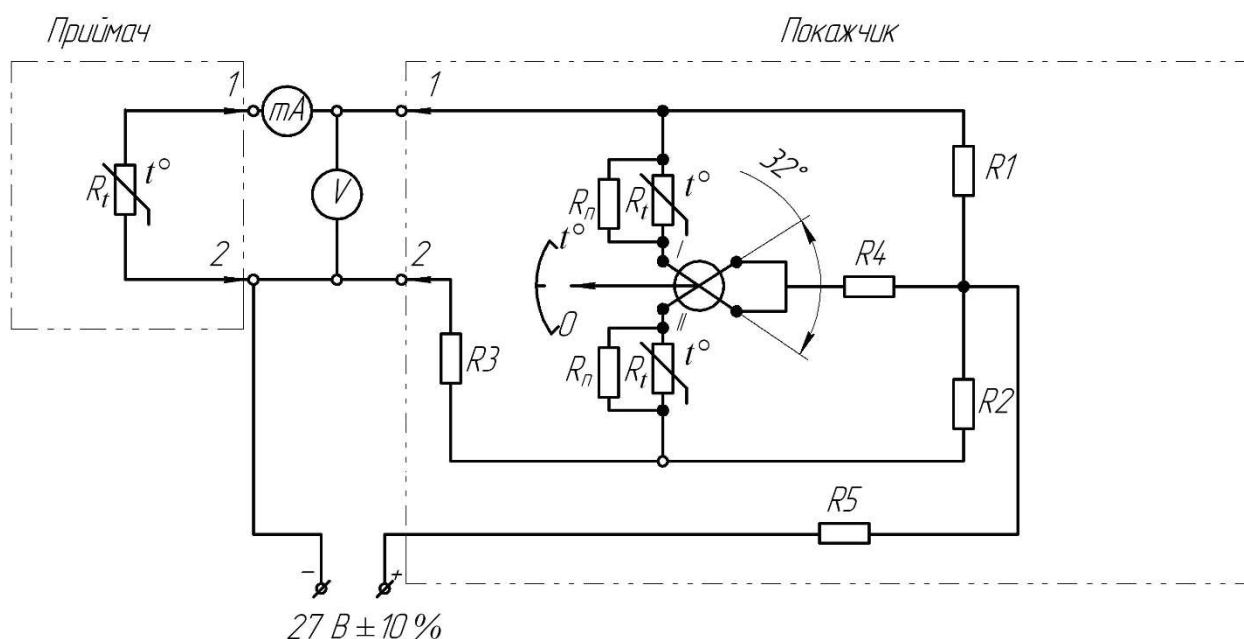 Приймач
Покажчик
1
mA
1
32°
R1
Rt
t°
V
Rп
Rt
t°
t°
I
2
2
R4
0
II
R3
Rп
Rt
t°
R2
R5
-
+
27 В ± 10 %